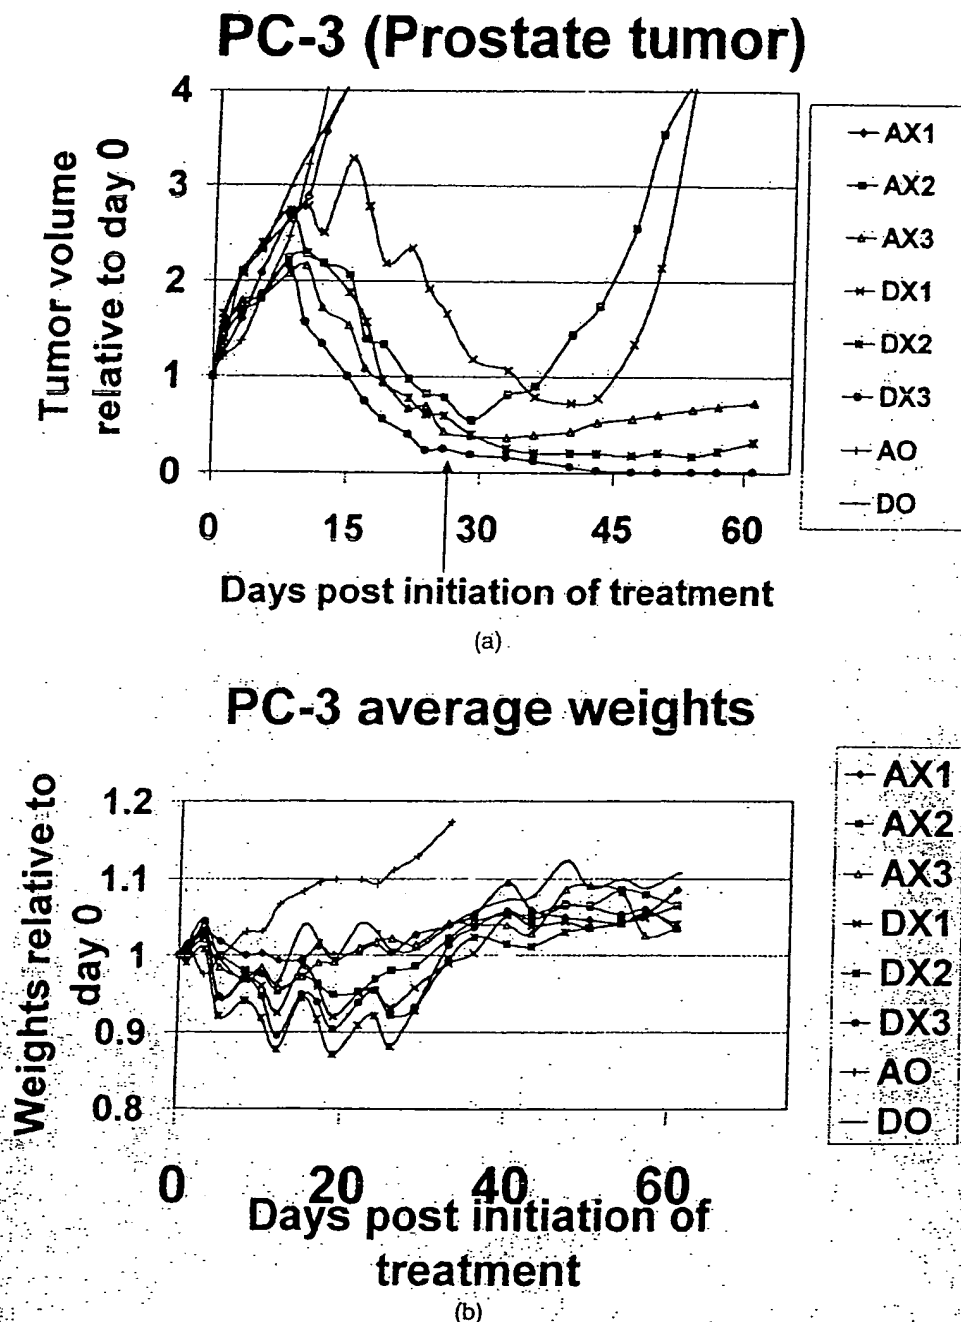 PC-3 (Prostate tumor)
Tumor volume
relative to day 0
4
3
2
1
0
0 15 30 45 60
Days post initiation of treatment
AX1
AX2
AX3
DX1
DX2
DX3
AO
DO
(a)
PC-3 average weights
Weights relative to
day 0
1.2
1.1
1
0.9
0.8
0 20 40 60
Days post initiation of
treatment
AX1
AX2
AX3
DX1
DX2
DX3
AO
DO
(b)